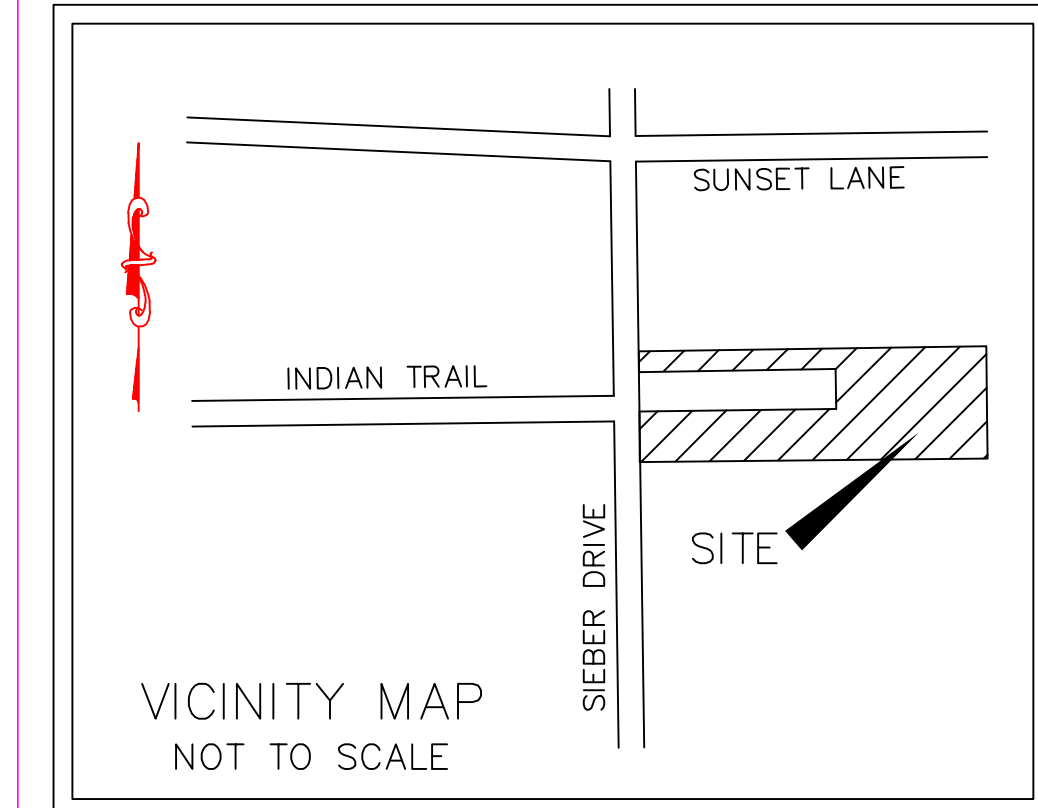 SUNSET LANE
INDIAN TRAIL
SIEBER DRIVE
SITE
VICINITY MAP
NOT TO SCALE